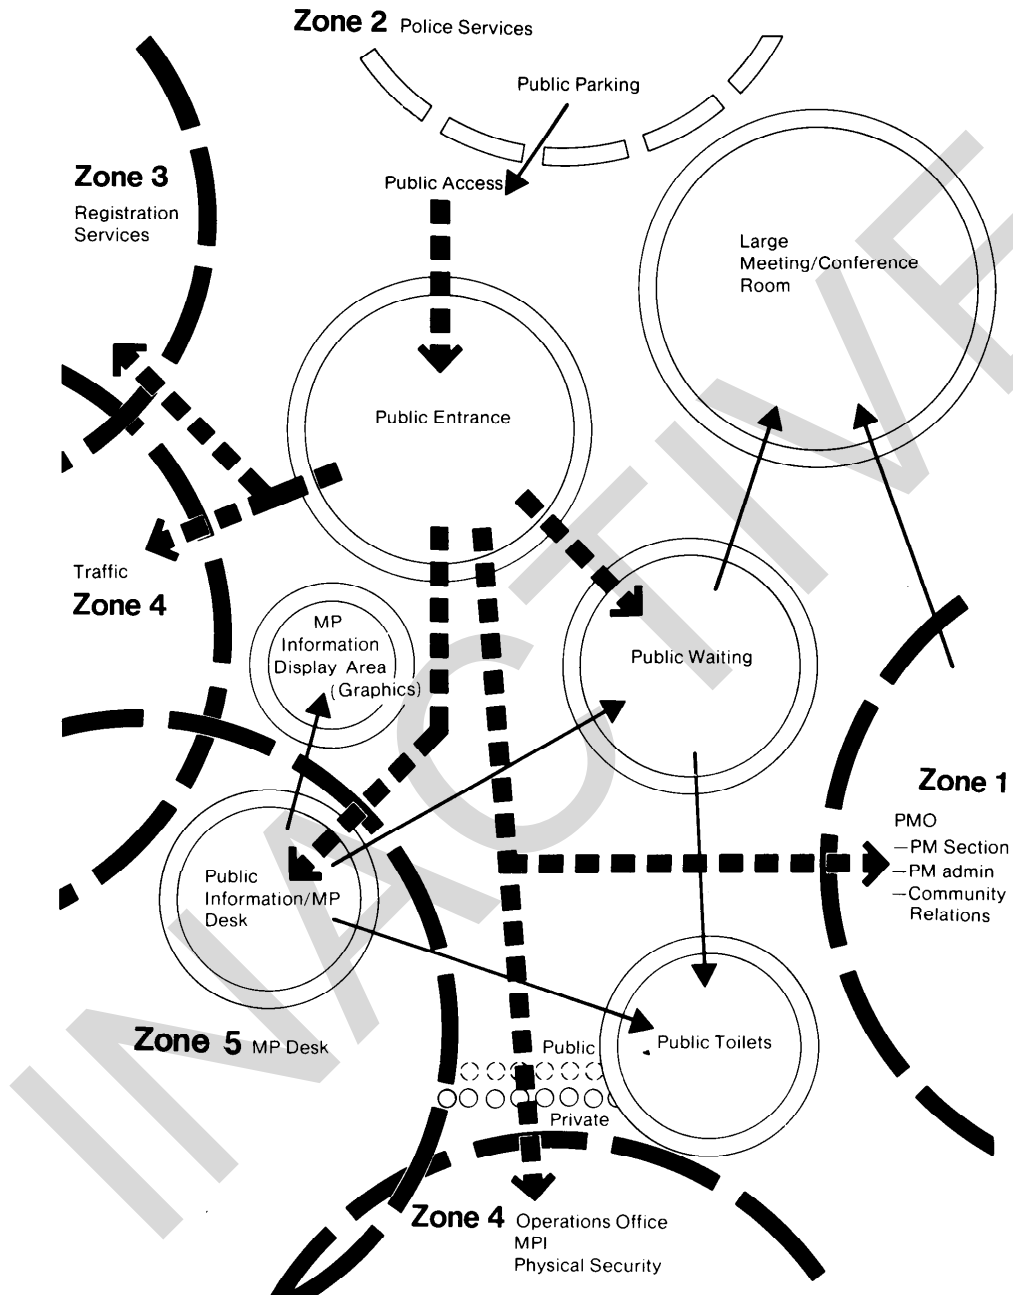 Zone 2 Police Services
Public Parking
Zone 3
Public Access
Registration
Services
Large
Meeting/Conference
Room
Public Entrance
Traffic
Zone 4
MP
Information
Display Area
(Graphics)
Public Waiting
Zone 1
PMO
—PM Section
—PM admin
—Community
Relations
Public
Information/MP
Desk
Zone 5 MP Desk
Public
Public Toilets
Private
Zone 4 Operations Office
MPI
Physical Security
INACTIVE